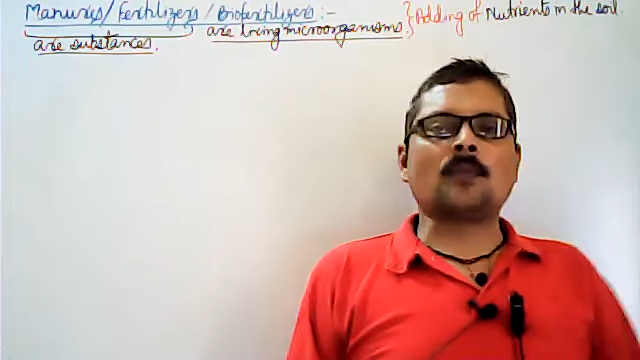 Manures/Fertilizers/Biofertilizers:- } Adding of Nutrients in the soil.
are substances. are living microorganisms.